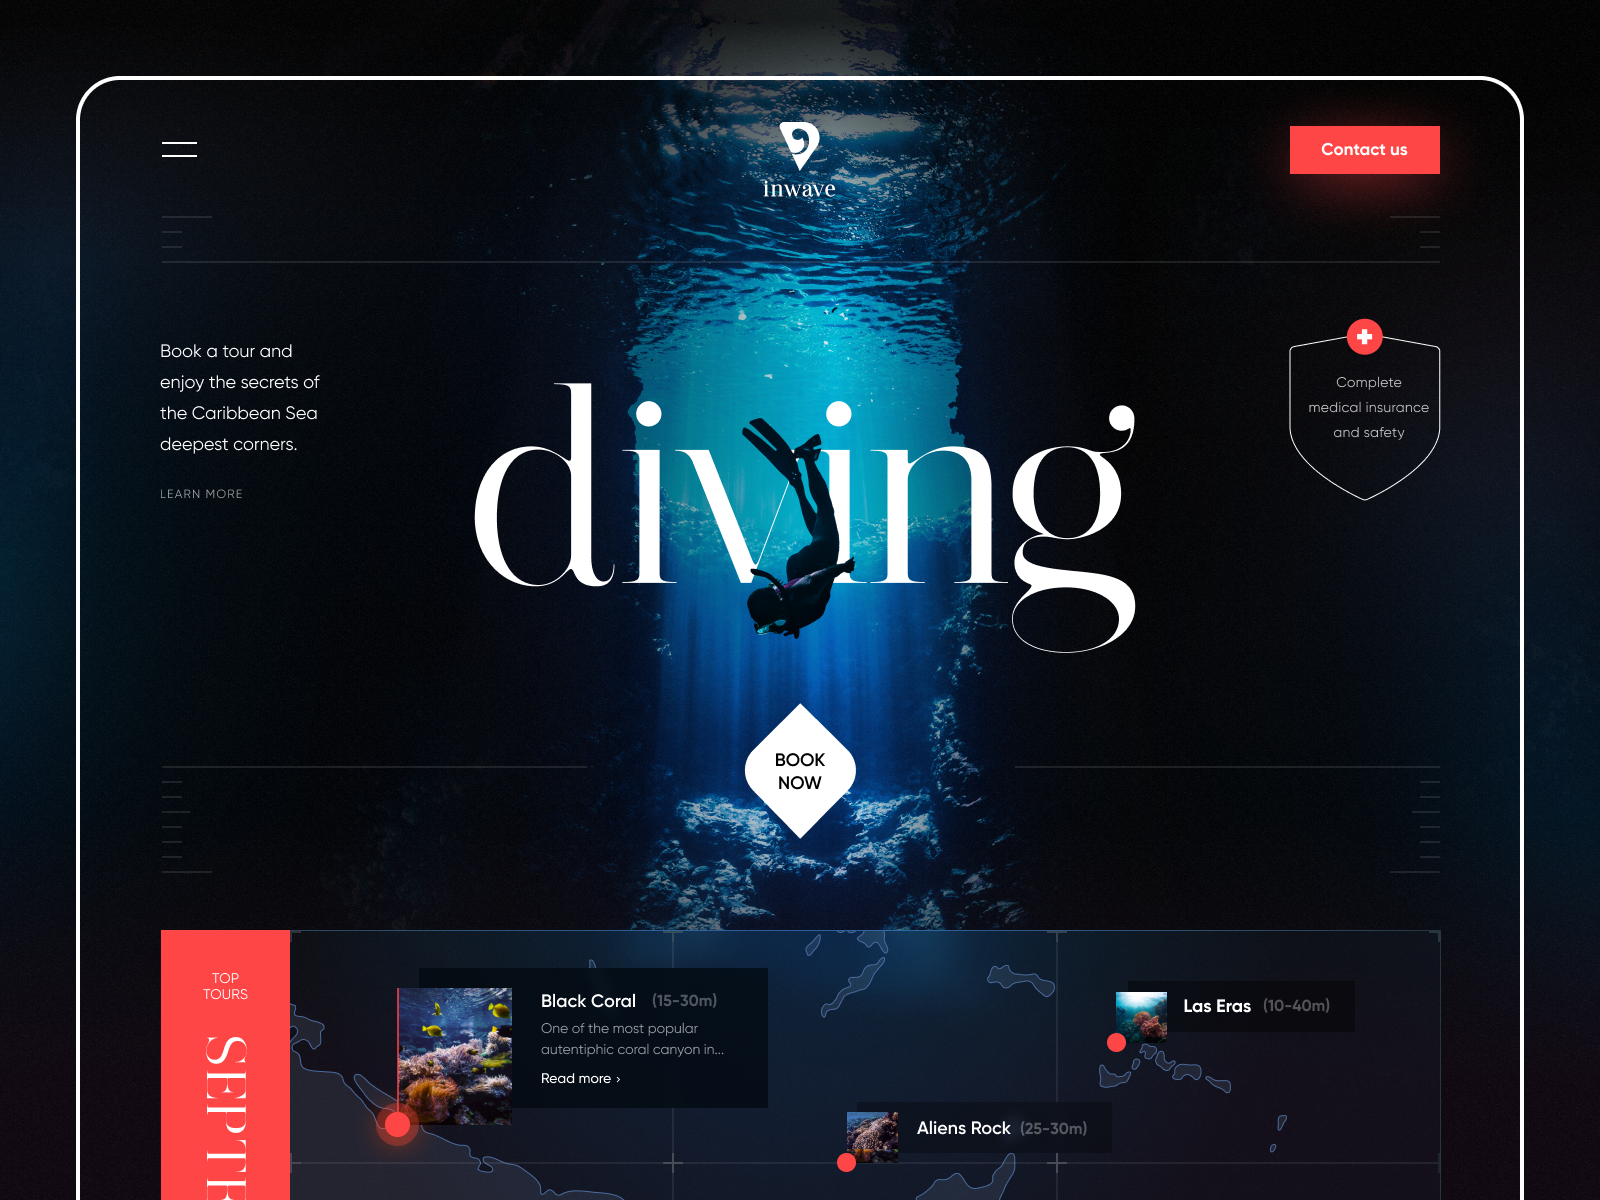 inwave
Contact us
Book a tour and
enjoy the secrets of
the Caribbean Sea
deepest corners.
LEARN MORE
diving
Complete
medical insurance
and safety
BOOK
NOW
TOP
TOURS
SEPTE
Black Coral (15-30m)
One of the most popular
autentiphic coral canyon in...
Read more ›
Las Eras (10-40m)
Aliens Rock (25-30m)